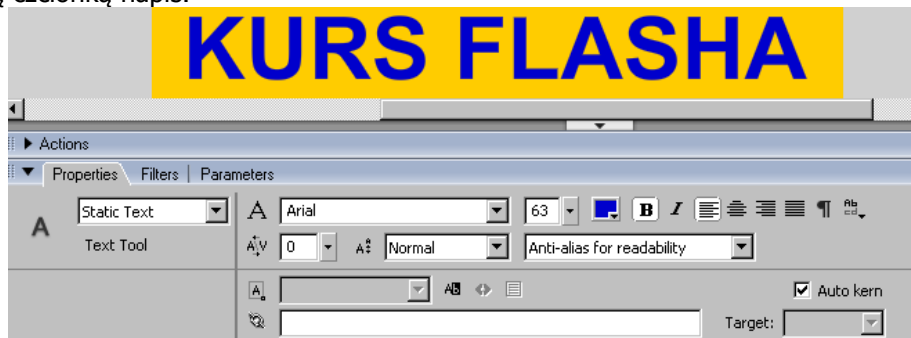 KURS FLASHA
Actions
Properties Filters Parameters
Static Text A Arial 63 B I
A Text Tool A V 0 A Normal Anti-alias for readability
A Ab Auto kern
Target: